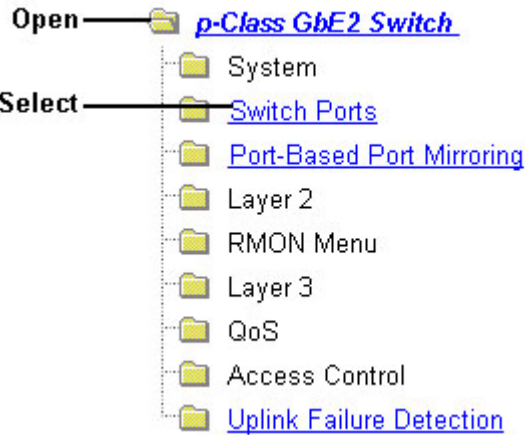 Open p-Class GbE2 Switch
System
Select Switch Ports
Port-Based Port Mirroring
Layer 2
RMON Menu
Layer 3
QoS
Access Control
Uplink Failure Detection